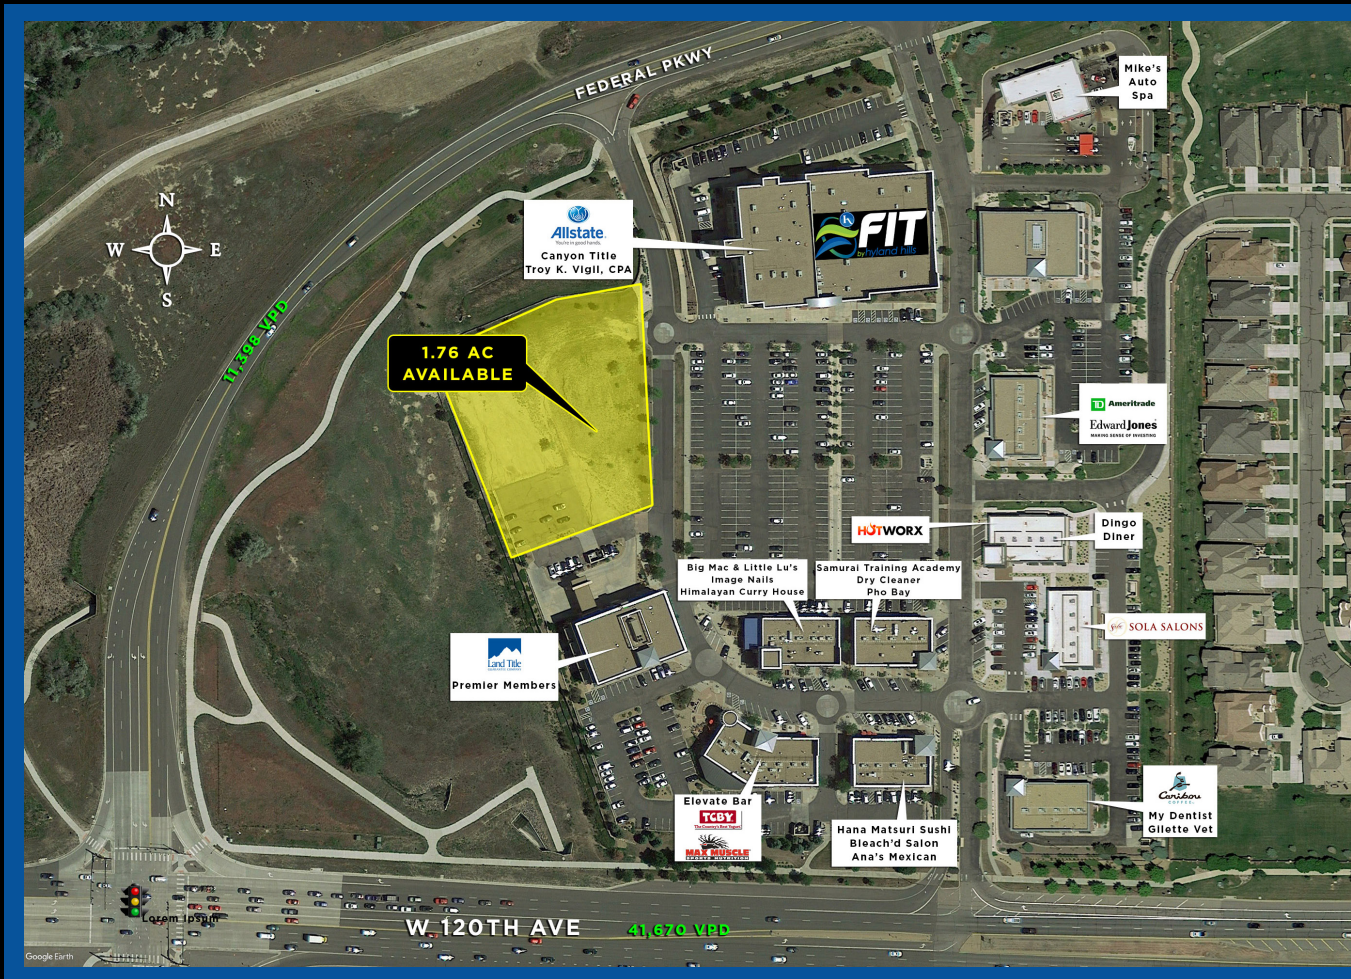 FEDERAL PKWY
Mike's
Auto
Spa
N
W
E
S
Allstate
You're in good hands.
Canyon Title
Troy K. Vigil, CPA
h
FIT
by hyland hills
11,398 VPD
1.76 AC
AVAILABLE
TD Ameritrade
Edward Jones
MAKING SENSE OF INVESTING
HOTWORX
Dingo
Diner
Big Mac & Little Lu's
Image Nails
Himalayan Curry House
Samurai Training Academy
Dry Cleaner
Pho Bay
Sola SOLA SALONS
Land Title
GUARANTEE COMPANY
Premier Members
Elevate Bar
TCBY
The Country's Best Yogurt
MAX MUSCLE
SPORTS NUTRITION
Hana Matsuri Sushi
Bleach'd Salon
Ana's Mexican
Caribou
COFFEE
My Dentist
Gilette Vet
Lorem Ipsum
W 120TH AVE
41,670 VPD
Google Earth